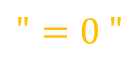 " = 0 "